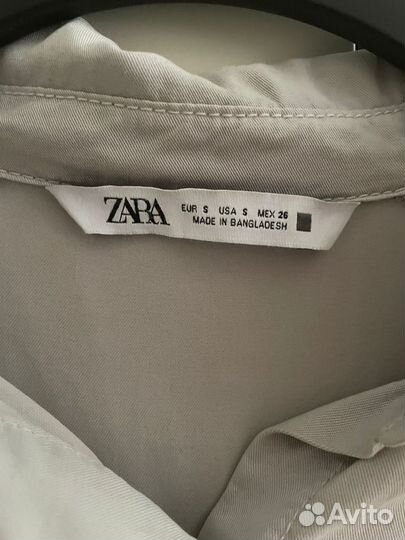 ZARA
EUR S USA S MEX 26
MADE IN BANGLADESH
Avito